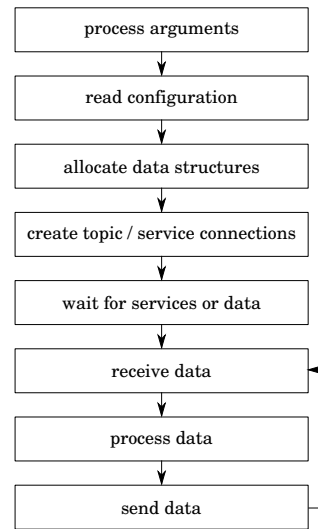 process arguments
read configuration
allocate data structures
create topic / service connections
wait for services or data
receive data
process data
send data